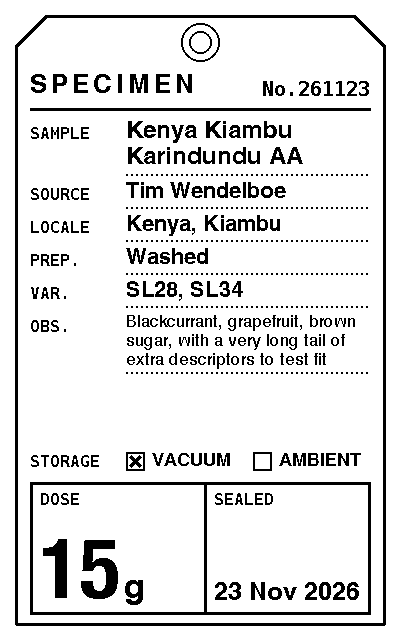 SPECIMEN No.261123
SAMPLE Kenya Kiambu
Karindundu AA
SOURCE Tim Wendelboe
LOCALE Kenya, Kiambu
PREP. Washed
VAR. SL28, SL34
OBS. Blackcurrant, grapefruit, brown
sugar, with a very long tail of
extra descriptors to test fit
STORAGE VACUUM AMBIENT
DOSE SEALED
15g 23 Nov 2026